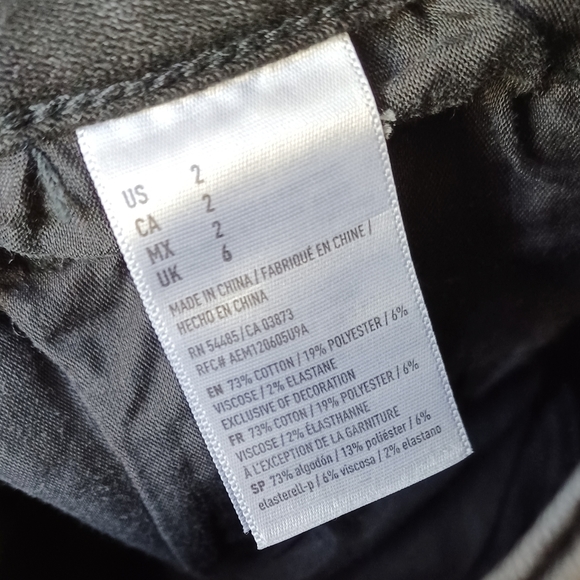 US 2
CA 2
MX 2
UK 6
MADE IN CHINA / FABRIQUÉ EN CHINE /
HECHO EN CHINA
RN 54485 / CA 03873
RFC# AEM120605U9A
EN 73% COTTON / 19% POLYESTER / 6%
VISCOSE / 2% ELASTANE
EXCLUSIVE OF DECORATION
FR 73% COTON / 19% POLYESTER / 6%
VISCOSE / 2% ÉLASTHANNE
À L'EXCEPTION DE LA GARNITURE
SP 73% algodón / 13% poliéster / 6%
elasterell-p / 6% viscosa / 2% elastano